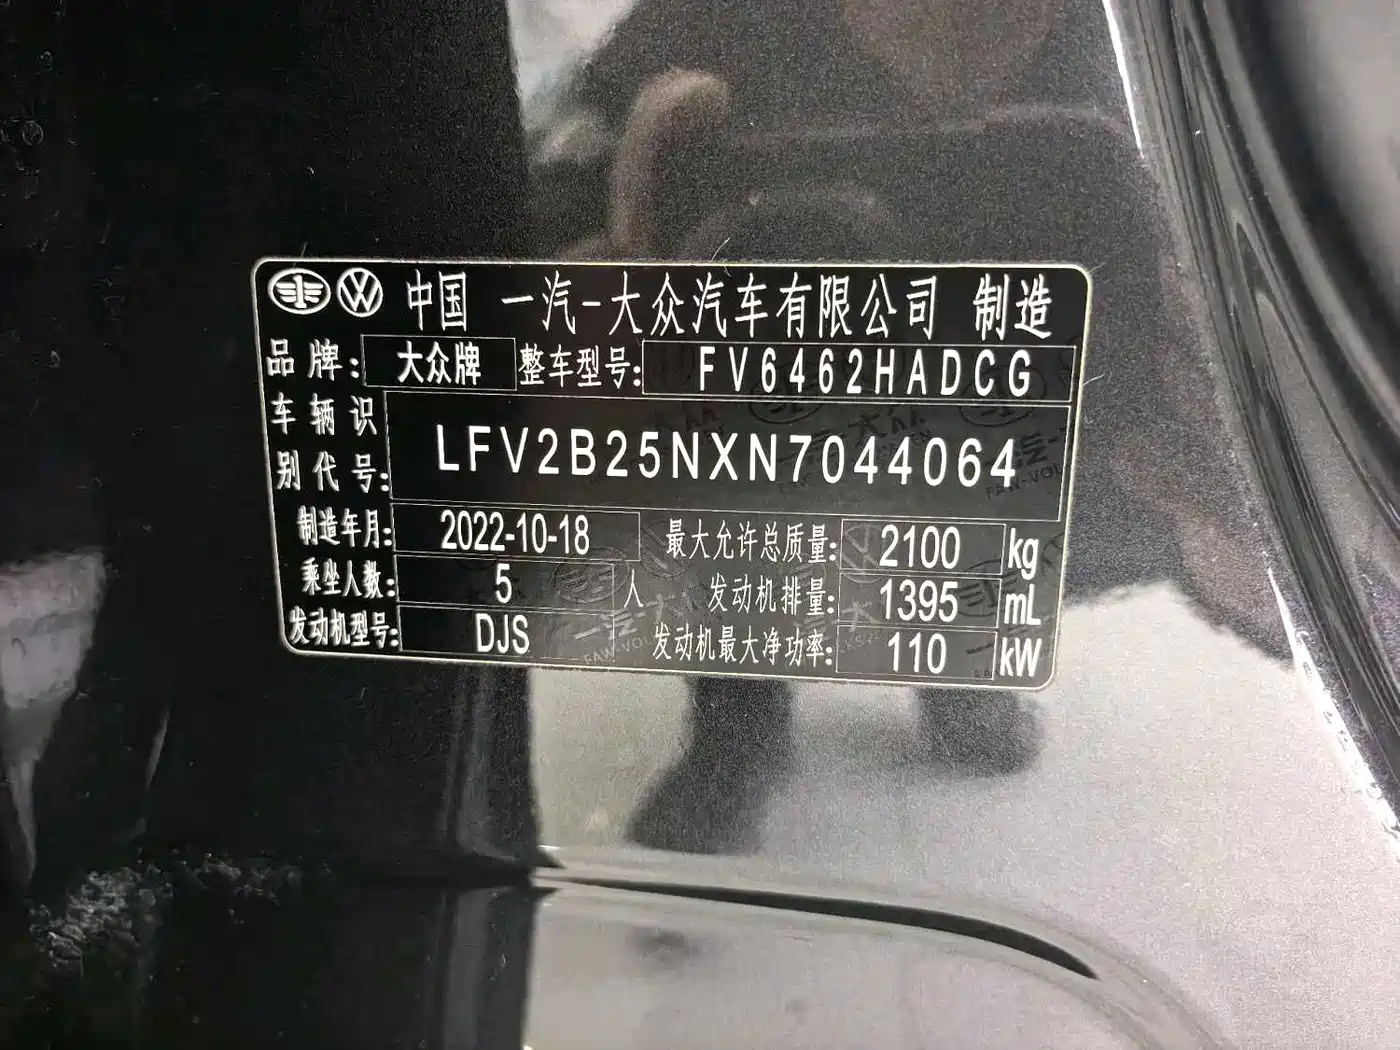 中国 一汽-大众汽车有限公司 制造
品牌: 大众牌 整车型号: FV6462HADCG
车辆识别代号: LFV2B25NXN7044064
制造年月: 2022-10-18 最大允许总质量: 2100 kg
乘坐人数: 5 人 发动机排量: 1395 mL
发动机型号: DJS 发动机最大净功率: 110 kW